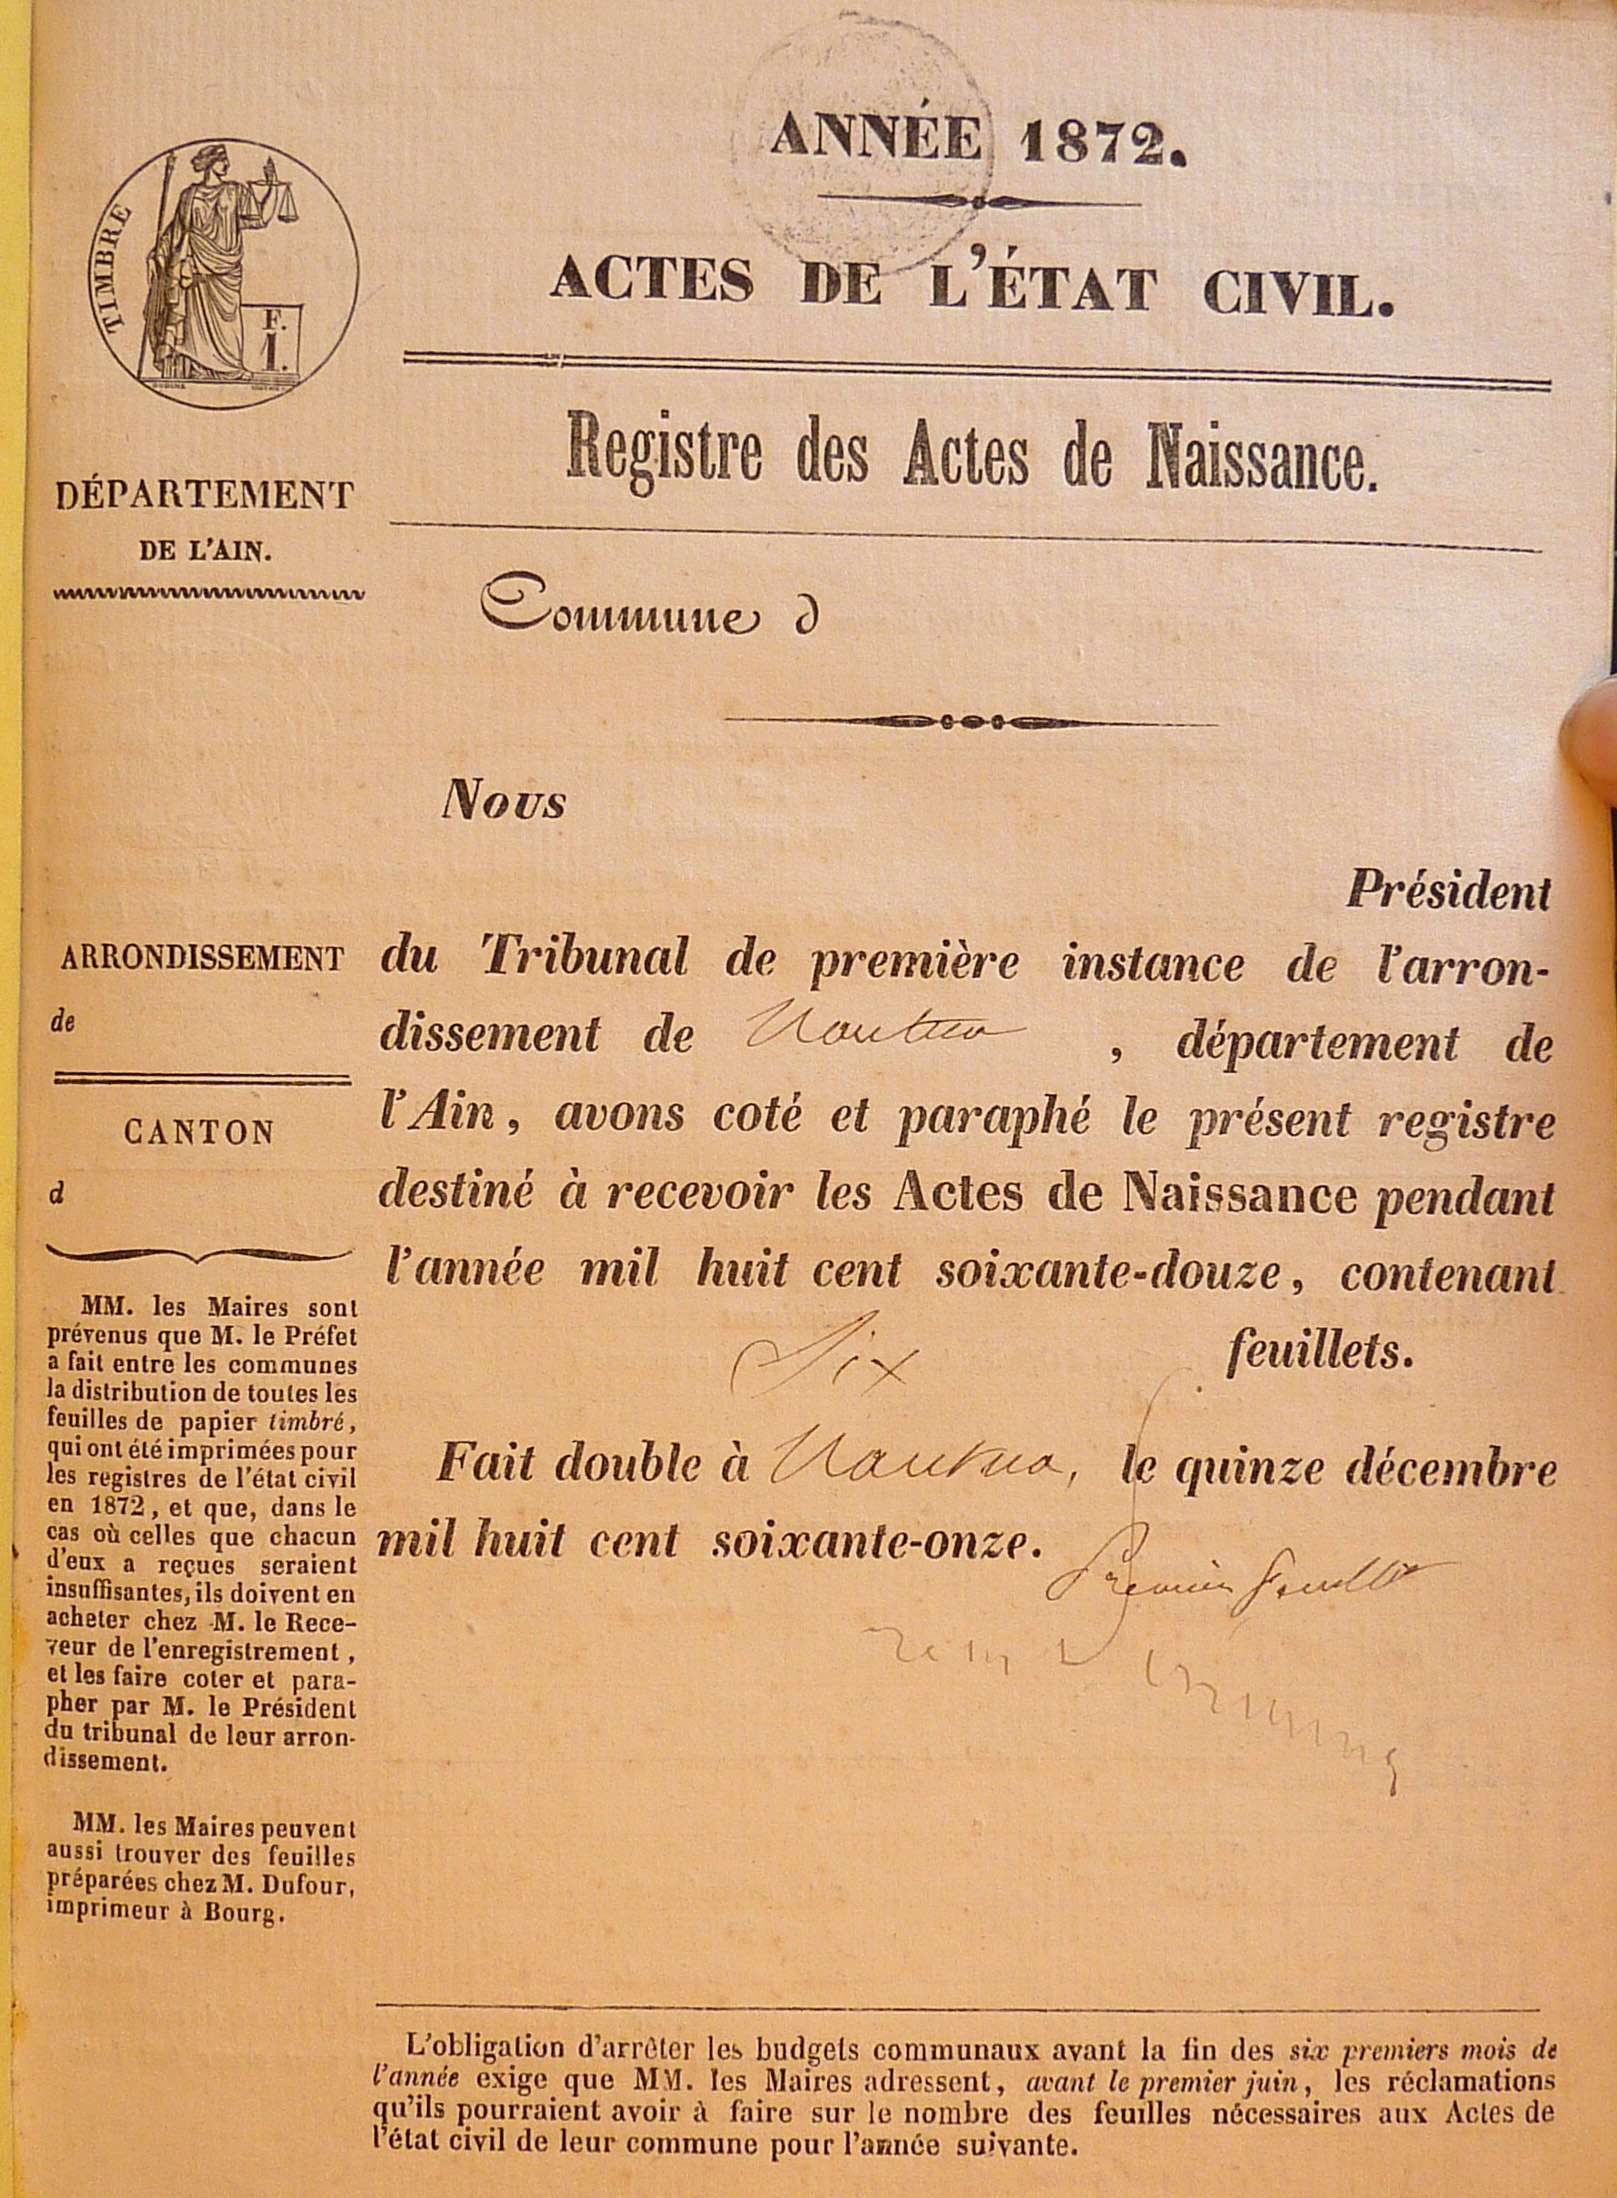 ANNÉE 1872.
ACTES DE L'ÉTAT CIVIL.
Registre des Actes de Naissance.
TIMBRE
F.
1.
DÉPARTEMENT
DE L'AIN.
Commune d
Nous
Président
du Tribunal de première instance de l'arron-
dissement de Nantua, département de
l'Ain, avons coté et paraphé le présent registre
destiné à recevoir les Actes de Naissance pendant
l'année mil huit cent soixante-douze, contenant
Six feuillets.
Fait double à Nantua, le quinze décembre
mil huit cent soixante-onze.
Premier feuillet
ARRONDISSEMENT
de
CANTON
d
MM. les Maires sont
prévenus que M. le Préfet
a fait entre les communes
la distribution de toutes les
feuilles de papier timbré,
qui ont été imprimées pour
les registres de l'état civil
en 1872, et que, dans le
cas où celles que chacun
d'eux a reçues seraient
insuffisantes, ils doivent en
acheter chez M. le Rece-
veur de l'enregistrement,
et les faire coter et para-
pher par M. le Président
du tribunal de leur arron-
dissement.
MM. les Maires peuvent
aussi trouver des feuilles
préparées chez M. Dufour,
imprimeur à Bourg.
L'obligation d'arrêter les budgets communaux avant la fin des six premiers mois de
l'année exige que MM. les Maires adressent, avant le premier juin, les réclamations
qu'ils pourraient avoir à faire sur le nombre des feuilles nécessaires aux Actes de
l'état civil de leur commune pour l'année suivante.